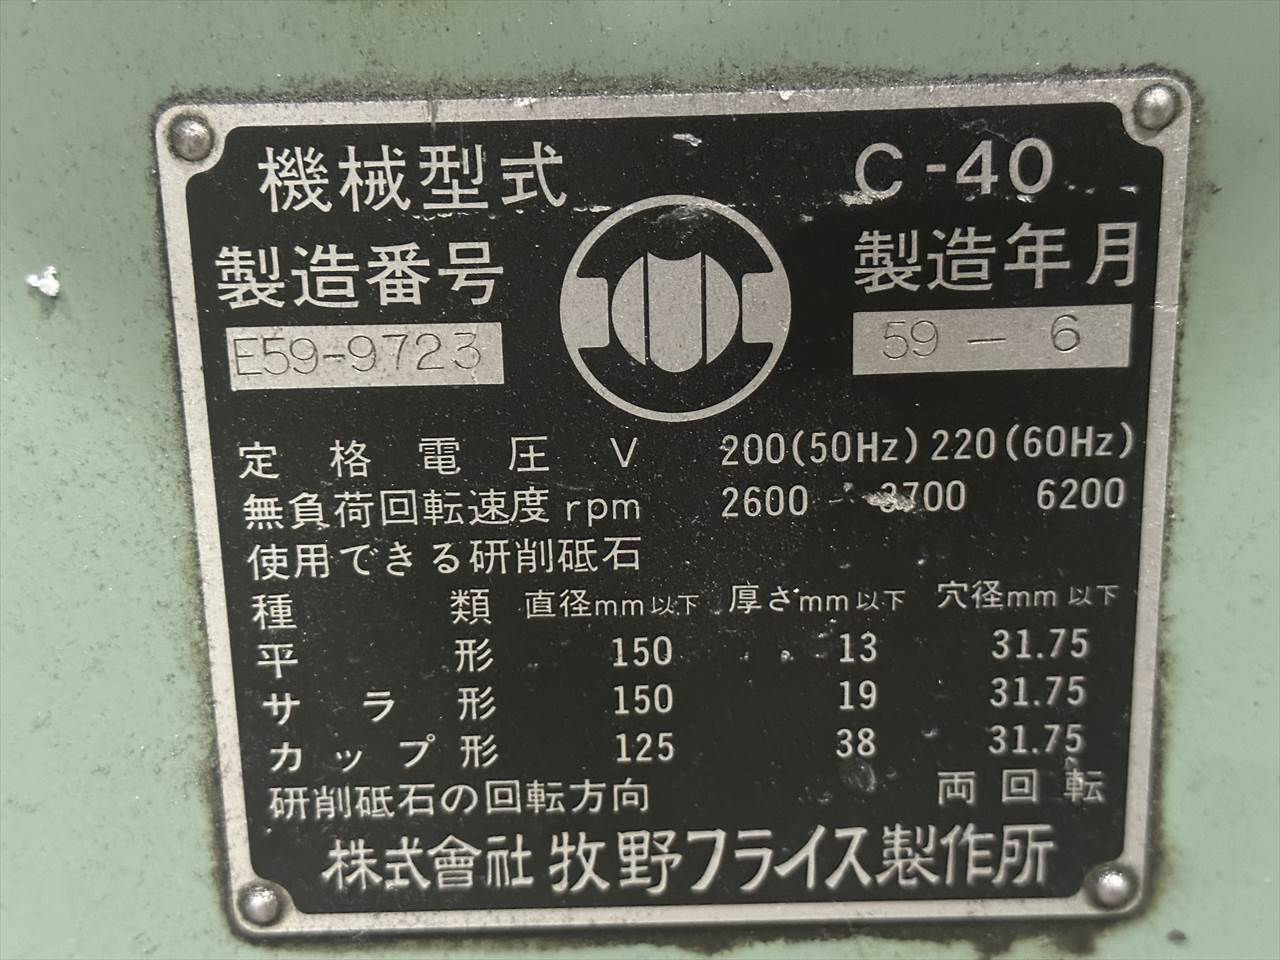 機械型式 C-40
製造番号 製造年月
E59-9723 59-6
定格電圧 V 200(50Hz) 220(60Hz)
無負荷回転速度 rpm 2600 3700 6200
使用できる研削砥石
種類 直径mm以下 厚さmm以下 穴径mm以下
平形 150 13 31.75
サラ形 150 19 31.75
カップ形 125 38 31.75
研削砥石の回転方向 両回転
株式會社 牧野フライス製作所